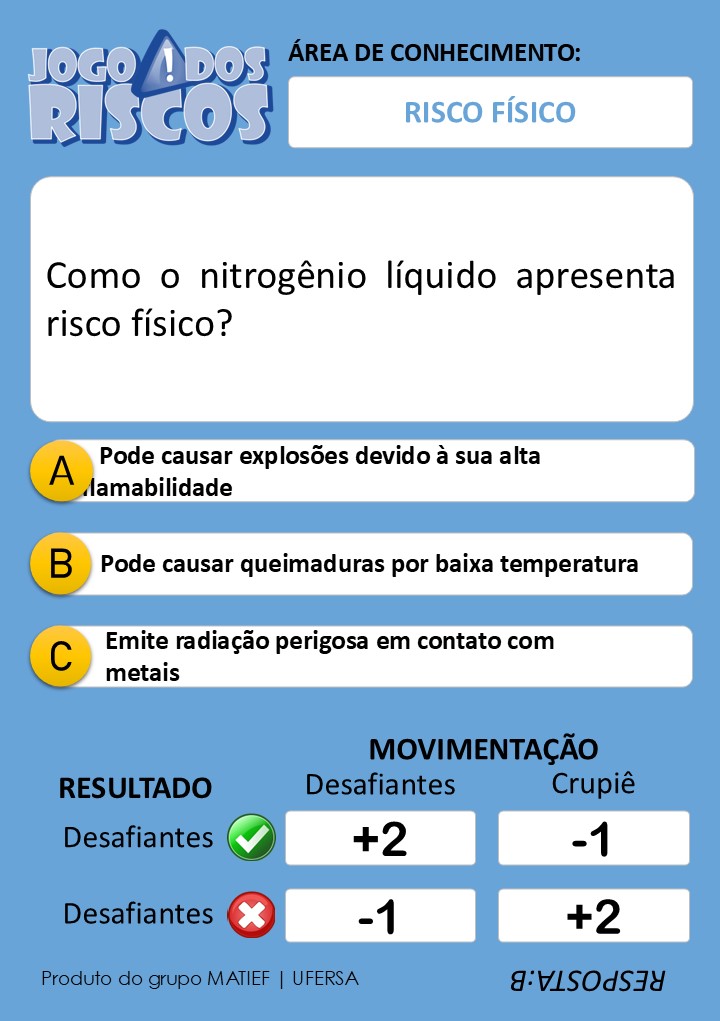 JOGO DOS
RISCOS
ÁREA DE CONHECIMENTO:
RISCO FÍSICO
Como o nitrogênio líquido apresenta
risco físico?
A Pode causar explosões devido à sua alta
flamabilidade
B Pode causar queimaduras por baixa temperatura
C Emite radiação perigosa em contato com
metais
MOVIMENTAÇÃO
RESULTADO Desafiantes Crupiê
Desafiantes +2 -1
Desafiantes -1 +2
Produto do grupo MATIEF | UFERSA
RESPOSTA:B